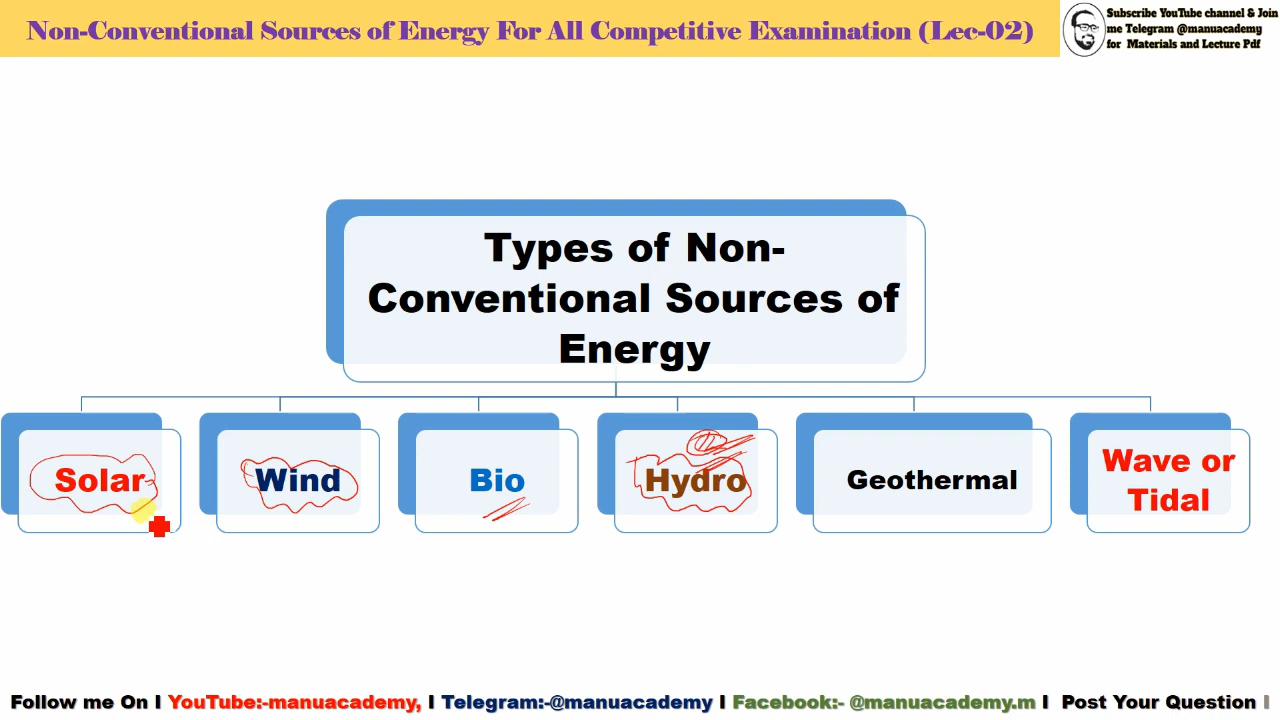 Non-Conventional Sources of Energy For All Competitive Examination (Lec-02)
Subscribe YouTube channel & Join
me Telegram @manuacademy
for Materials and Lecture Pdf
Types of Non-
Conventional Sources of
Energy
Solar
Wind
Bio
Hydro
Geothermal
Wave or
Tidal
Follow me On I YouTube:-manuacademy, I Telegram:-@manuacademy I Facebook:- @manuacademy.m I Post Your Question I